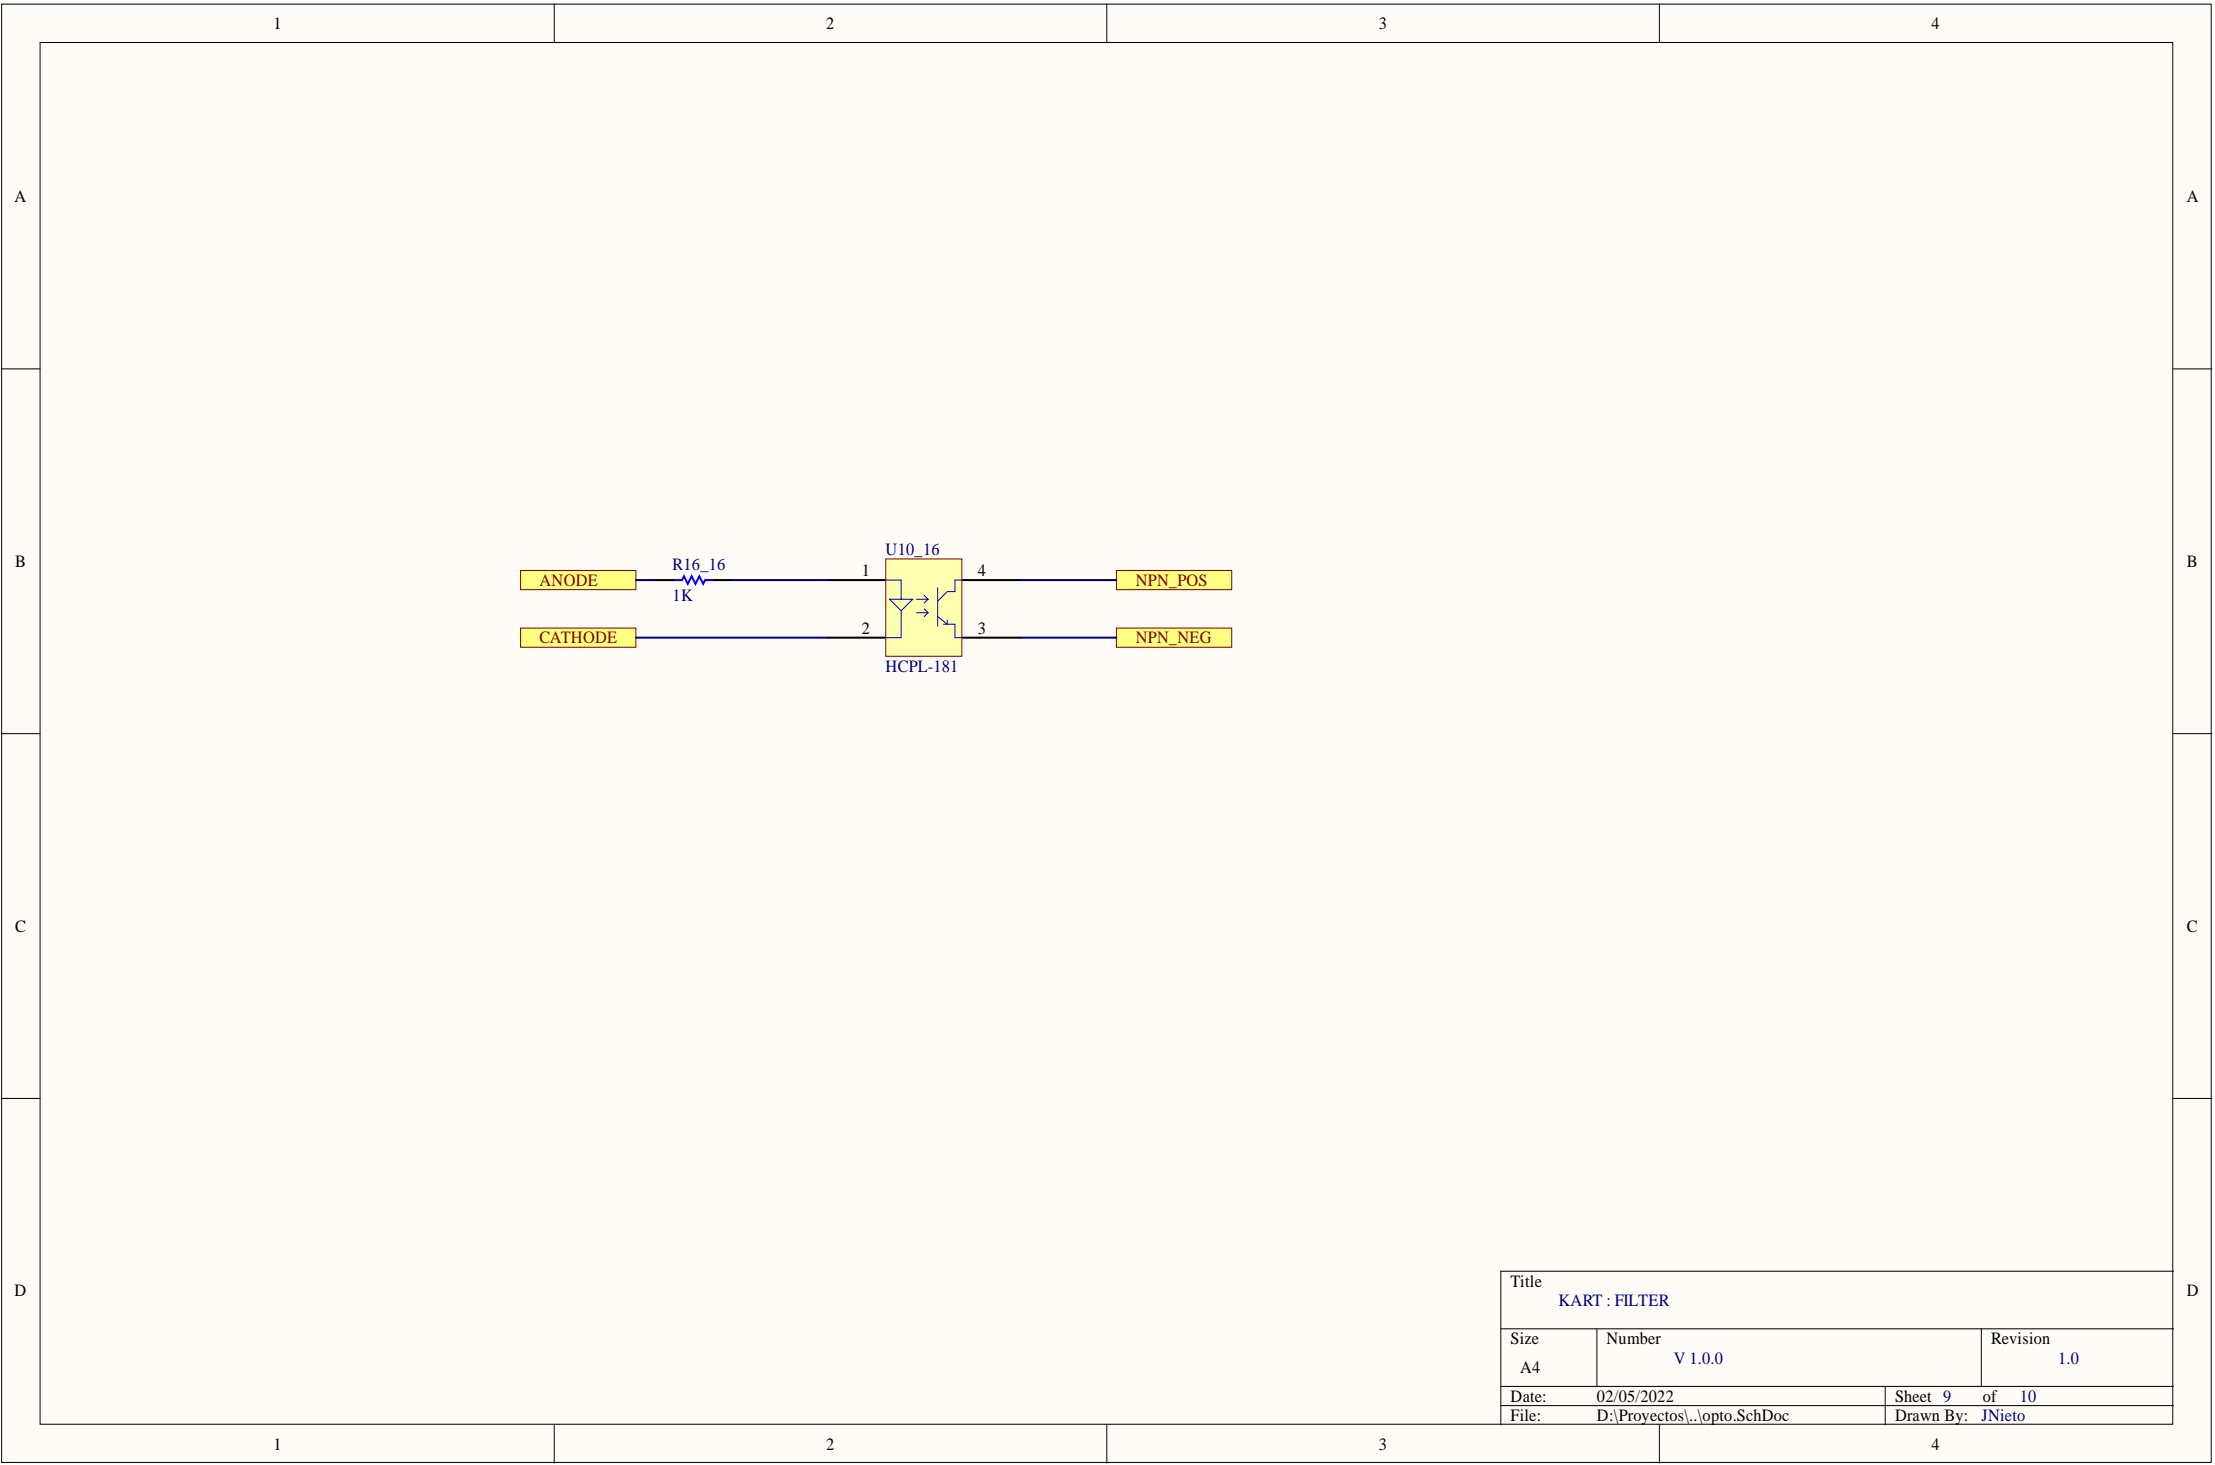 1 2 3 4
A A
R16_16 U10_16
B B
ANODE 1 4 NPN_POS
1K
CATHODE 2 3 NPN_NEG
HCPL-181
C C
D D
Title
KART : FILTER
Size Number Revision
A4 V 1.0.0 1.0
Date: 02/05/2022 Sheet 9 of 10
File: D:\Proyectos\..\opto.SchDoc Drawn By: JNieto
1 2 3 4